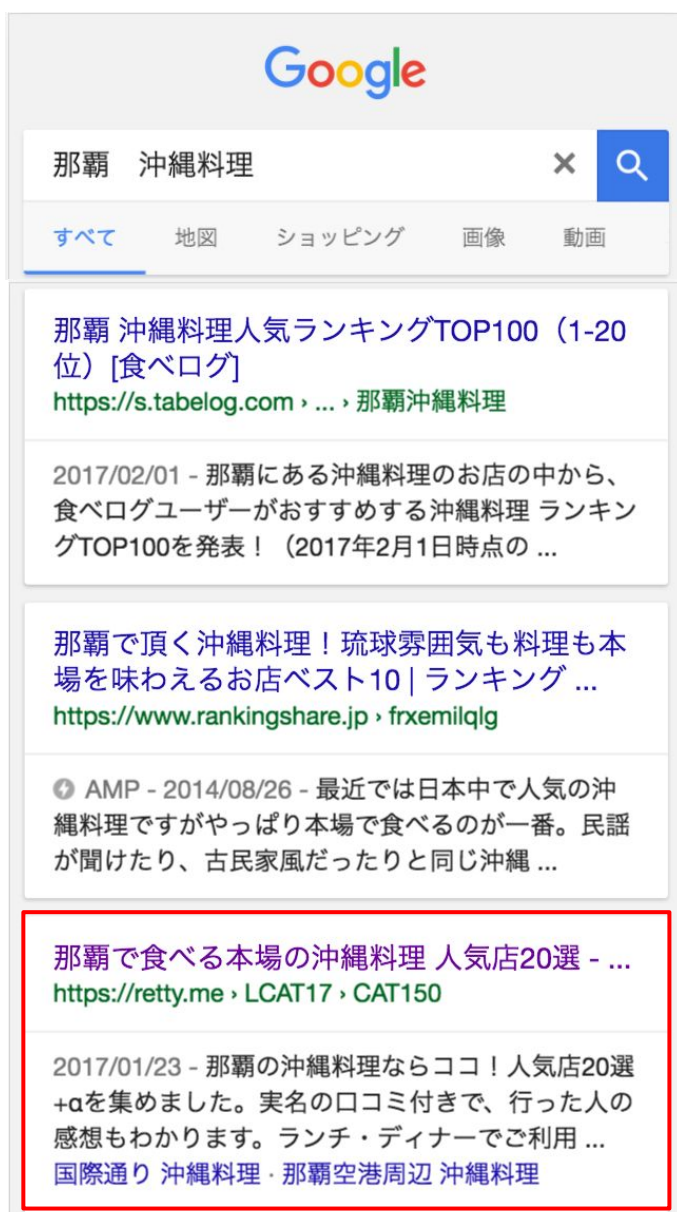 Google
那覇　沖縄料理
すべて 地図 ショッピング 画像 動画
那覇 沖縄料理人気ランキングTOP100（1-20
位）[食べログ]
https://s.tabelog.com › ... › 那覇沖縄料理
2017/02/01 - 那覇にある沖縄料理のお店の中から、
食べログユーザーがおすすめする沖縄料理 ランキン
グTOP100を発表！（2017年2月1日時点の ...
那覇で頂く沖縄料理！琉球雰囲気も料理も本
場を味わえるお店ベスト10 | ランキング ...
https://www.rankingshare.jp › frxemilqlg
AMP - 2014/08/26 - 最近では日本中で人気の沖
縄料理ですがやっぱり本場で食べるのが一番。民謡
が聞けたり、古民家風だったりと同じ沖縄 ...
那覇で食べる本場の沖縄料理 人気店20選 - ...
https://retty.me › LCAT17 › CAT150
2017/01/23 - 那覇の沖縄料理ならココ！人気店20選
+αを集めました。実名の口コミ付きで、行った人の
感想もわかります。ランチ・ディナーでご利用 ...
国際通り 沖縄料理 · 那覇空港周辺 沖縄料理